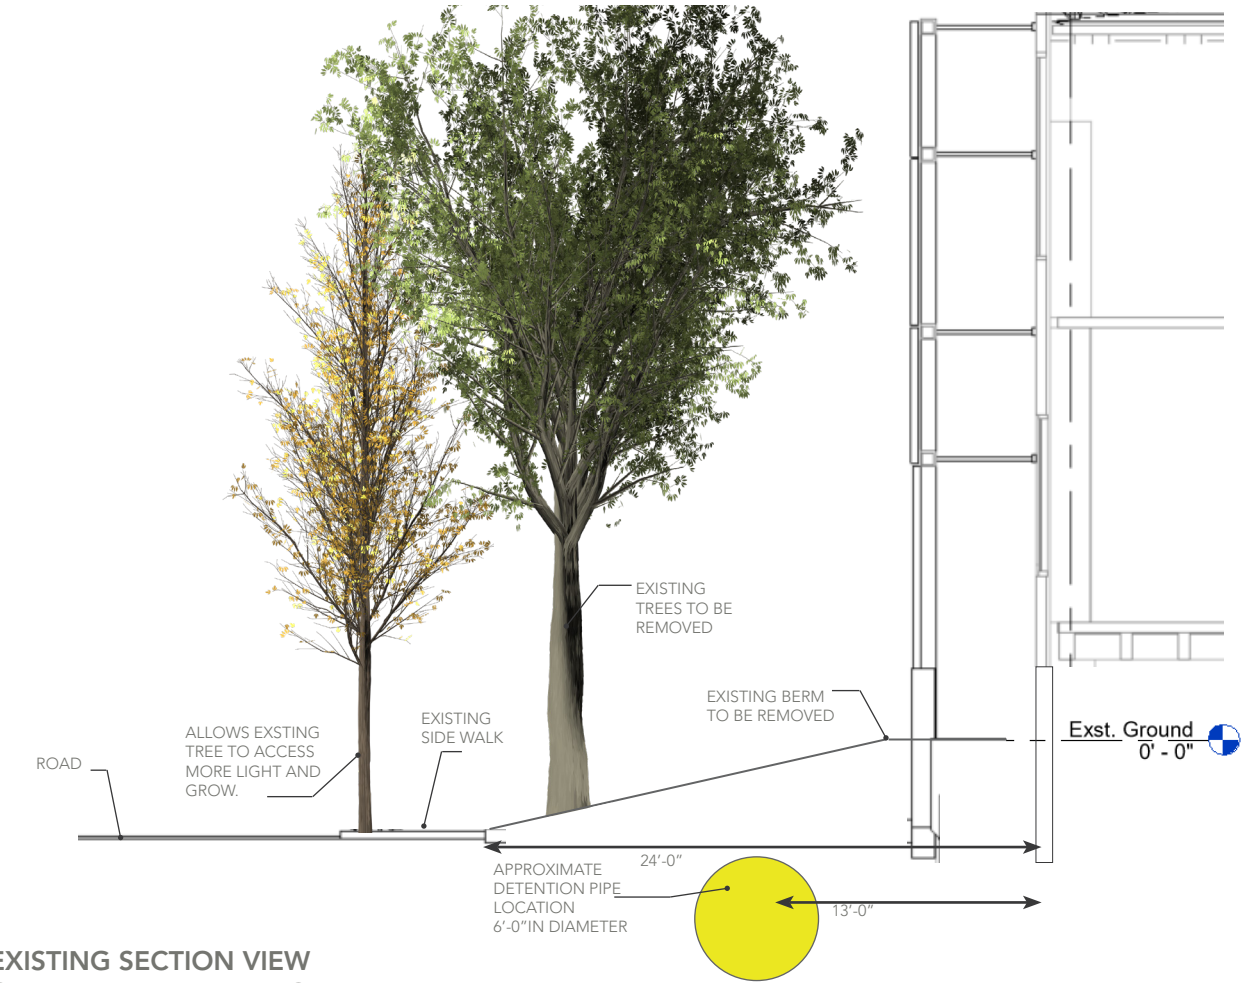 EXISTING
TREES TO BE
REMOVED
EXISTING BERM
TO BE REMOVED
EXISTING
SIDE WALK
ALLOWS EXSTING
TREE TO ACCESS
MORE LIGHT AND
GROW.
ROAD
Exst. Ground
0' - 0"
24'-0"
APPROXIMATE
DETENTION PIPE
LOCATION
6'-0"IN DIAMETER
13'-0"
EXISTING SECTION VIEW